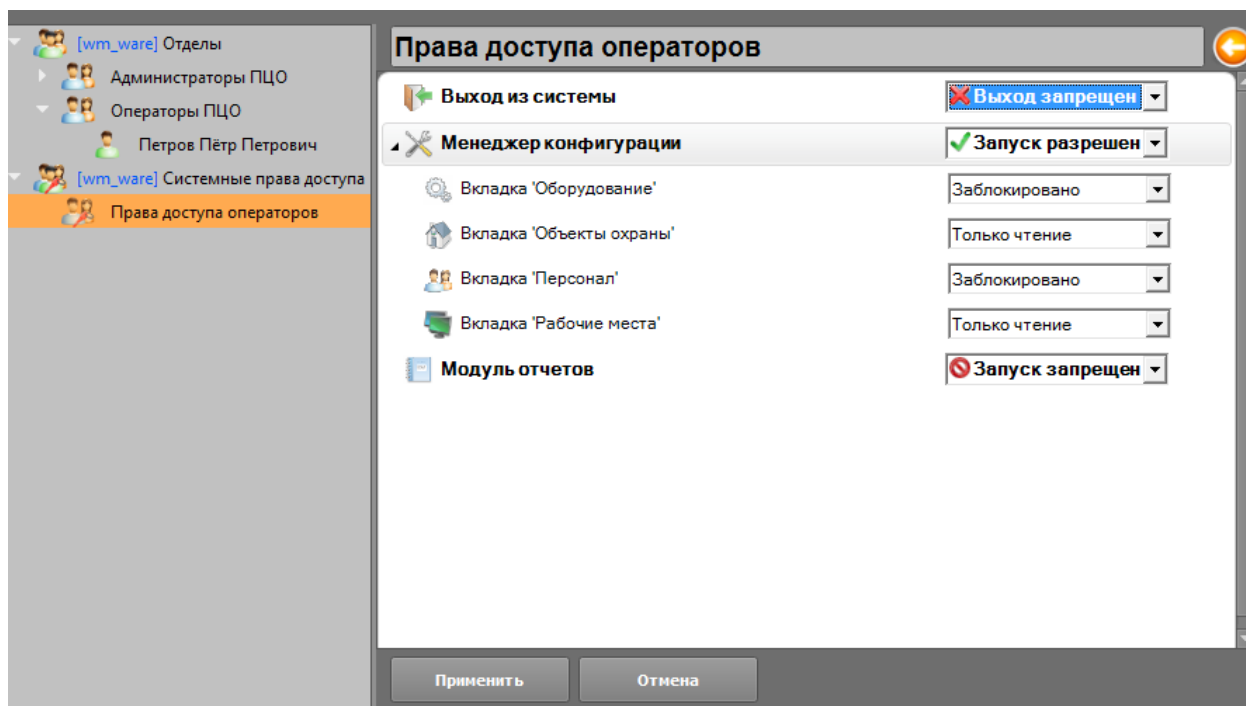 [wm_ware] Отделы
Администраторы ПЦО
Операторы ПЦО
Петров Пётр Петрович
[wm_ware] Системные права доступа
Права доступа операторов
Права доступа операторов
Выход из системы Выход запрещен
Менеджер конфигурации Запуск разрешен
Вкладка 'Оборудование' Заблокировано
Вкладка 'Объекты охраны' Только чтение
Вкладка 'Персонал' Заблокировано
Вкладка 'Рабочие места' Только чтение
Модуль отчетов Запуск запрещен
Применить Отмена